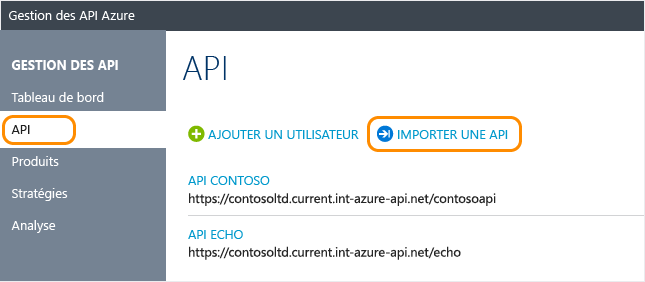 Gestion des API Azure
GESTION DES API
Tableau de bord
API
Produits
Stratégies
Analyse
API
AJOUTER UN UTILISATEUR
IMPORTER UNE API
API CONTOSO
https://contosoltd.current.int-azure-api.net/contosoapi
API ECHO
https://contosoltd.current.int-azure-api.net/echo